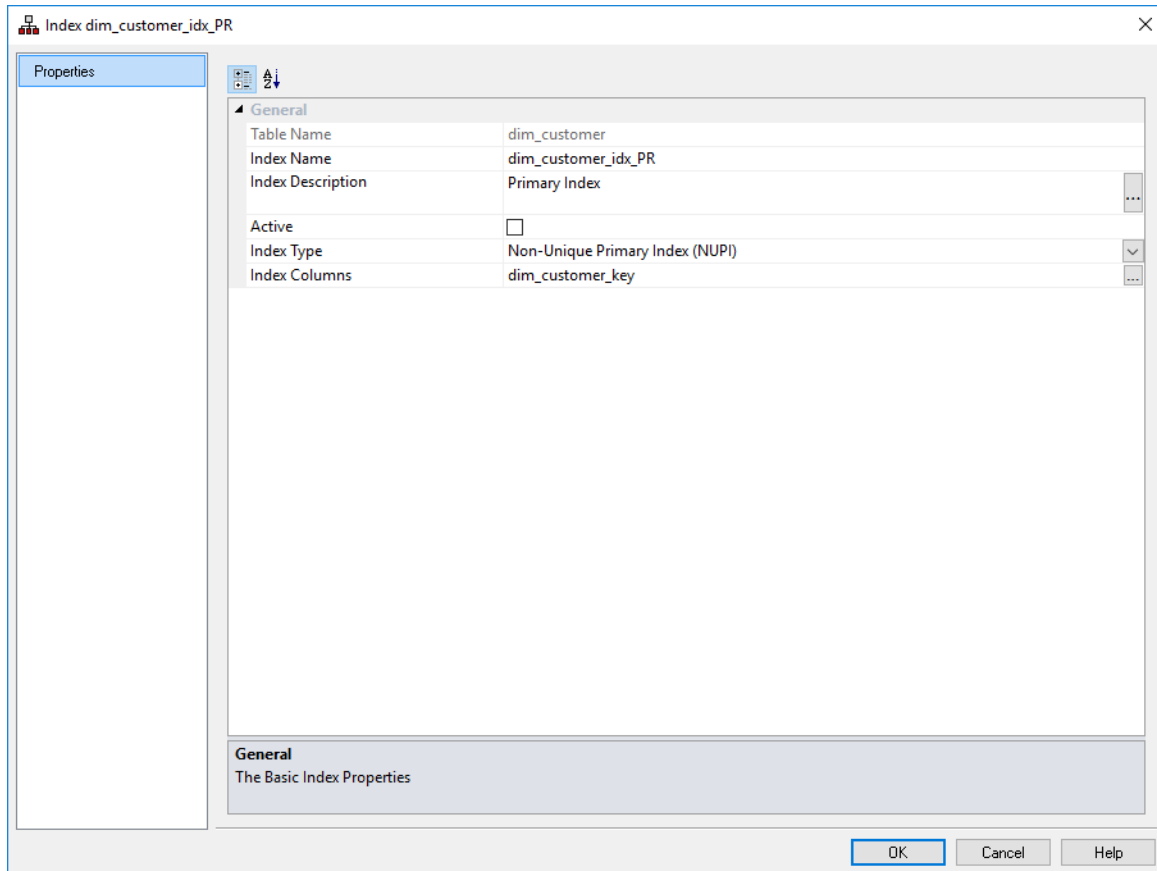 Index dim_customer_idx_PR
Properties
General
Table Name dim_customer
Index Name dim_customer_idx_PR
Index Description Primary Index
...
Active
Index Type Non-Unique Primary Index (NUPI)
Index Columns dim_customer_key ...
General
The Basic Index Properties
OK Cancel Help